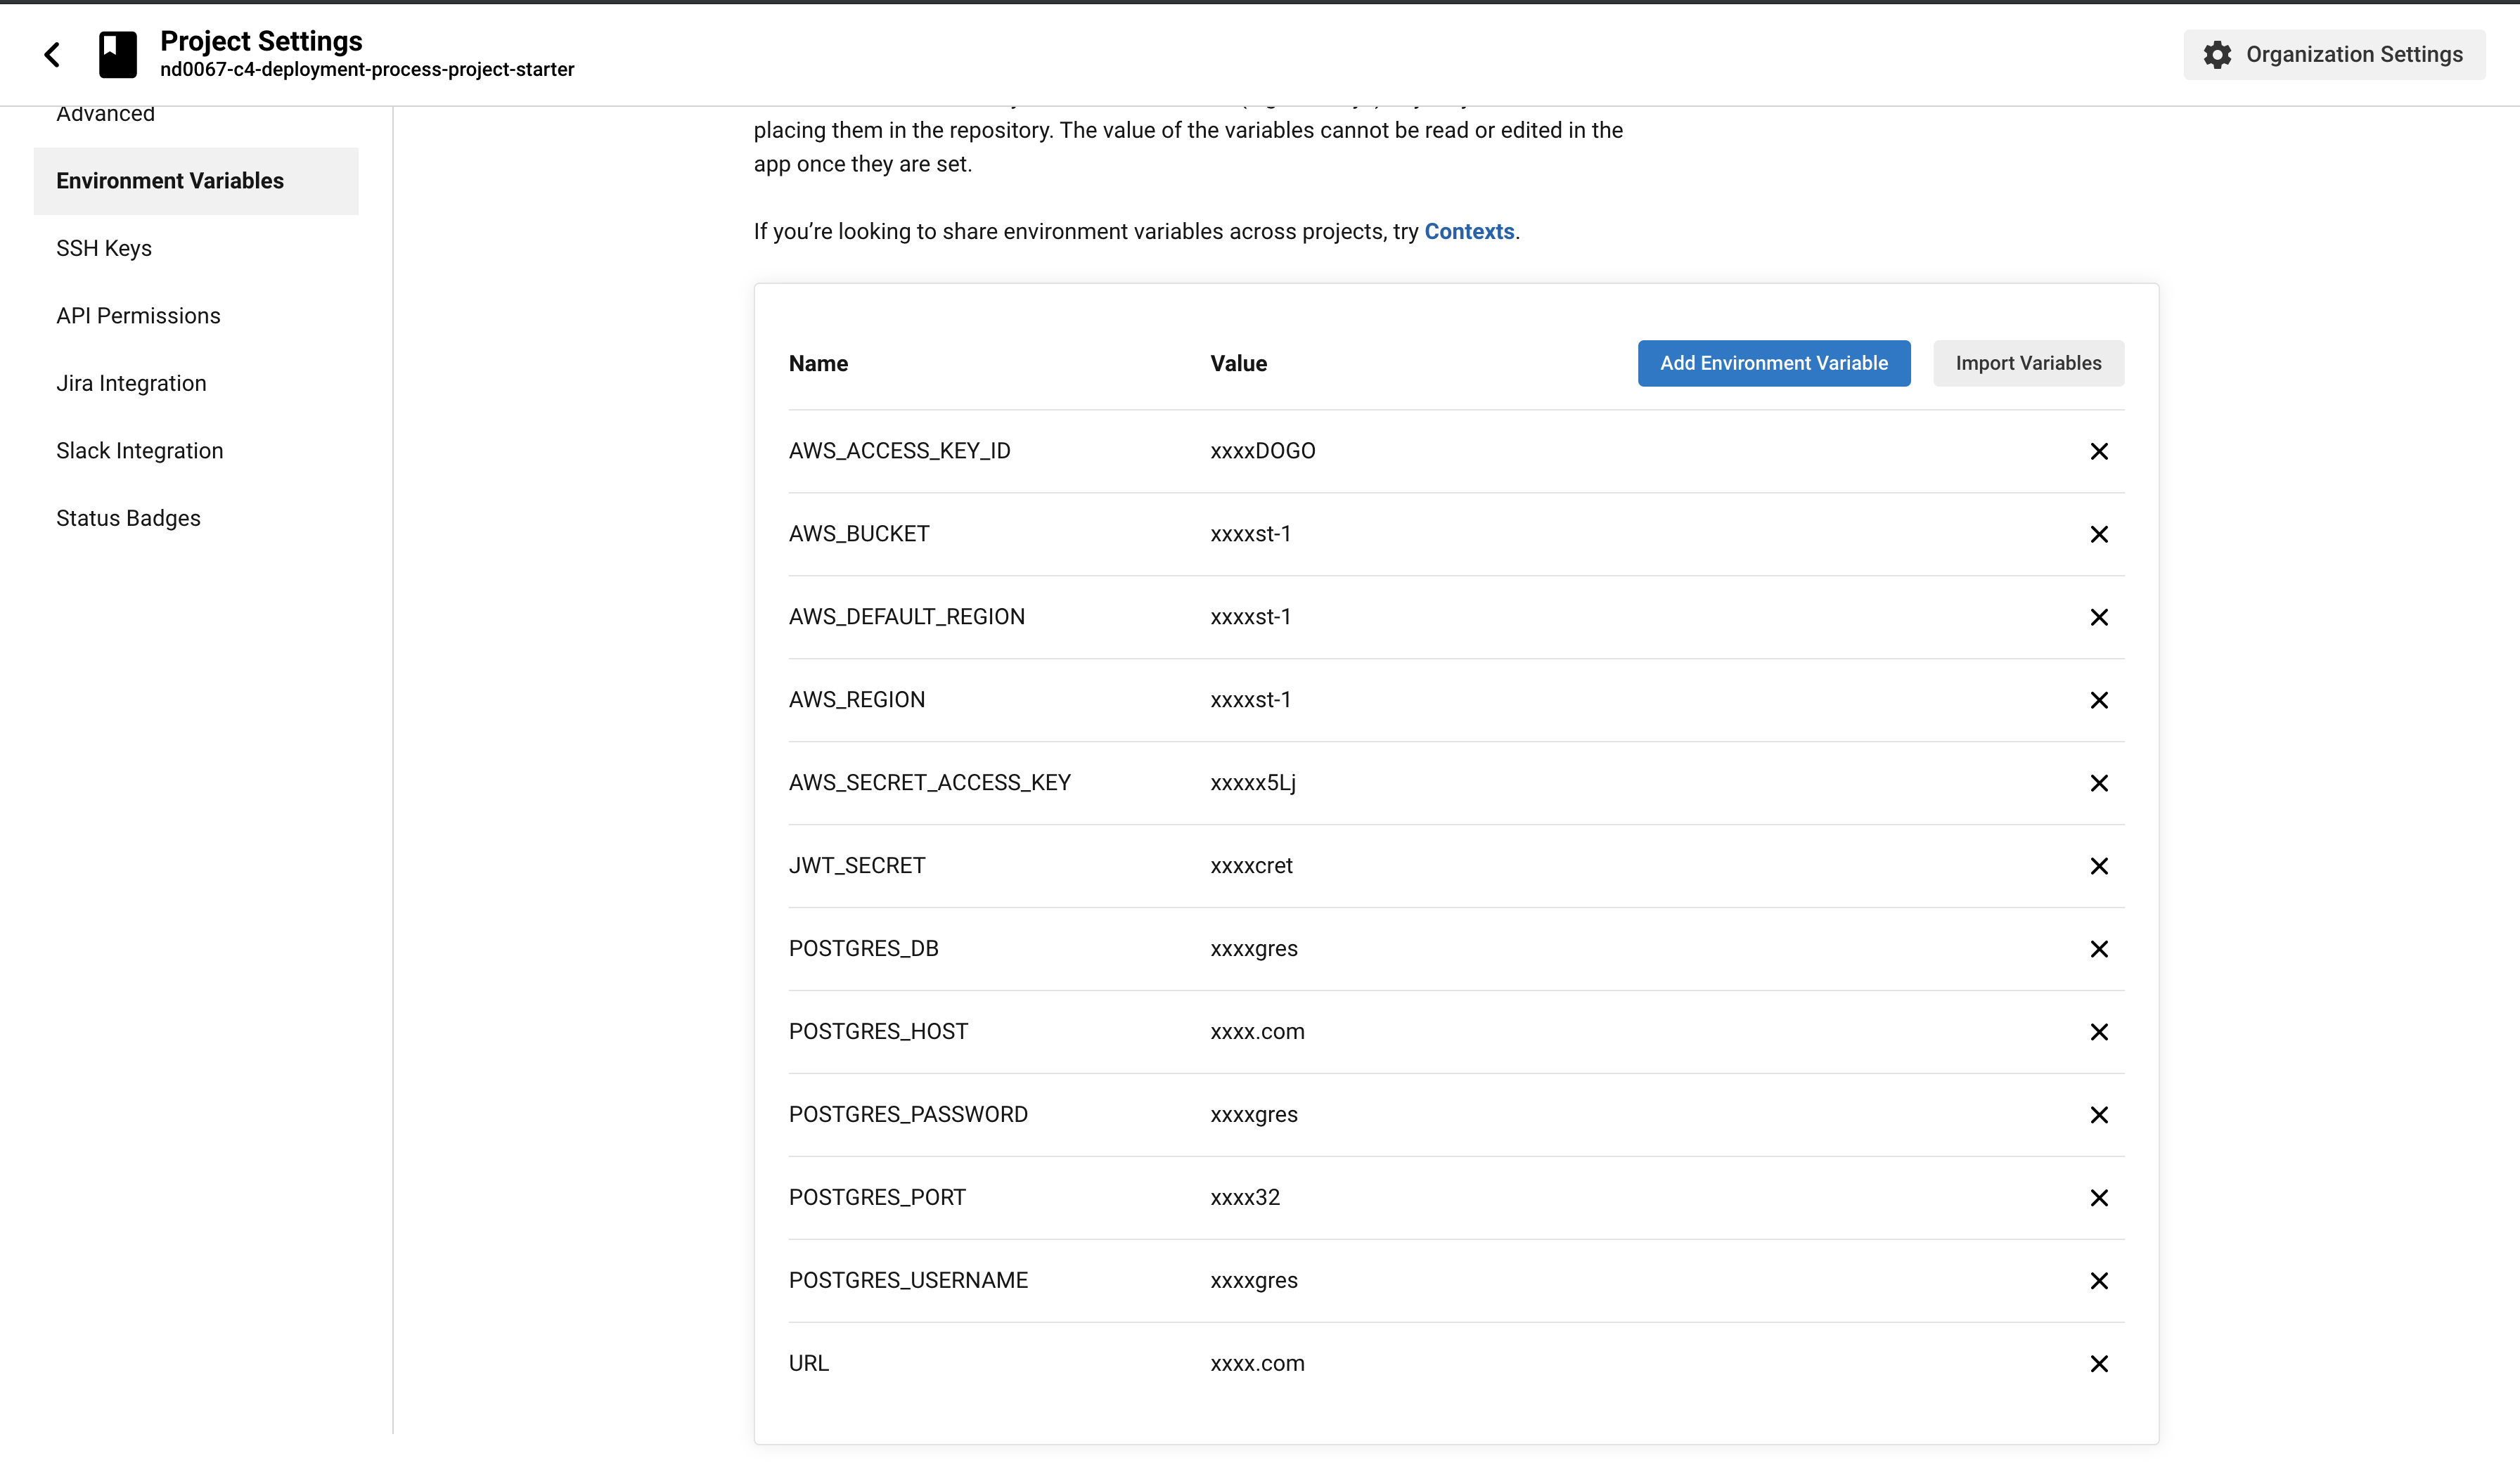 Project Settings
nd0067-c4-deployment-process-project-starter
Organization Settings
Advanced
Environment Variables
SSH Keys
API Permissions
Jira Integration
Slack Integration
Status Badges
placing them in the repository. The value of the variables cannot be read or edited in the
app once they are set.
If you’re looking to share environment variables across projects, try Contexts.
Name Value Add Environment Variable Import Variables
AWS_ACCESS_KEY_ID xxxxDOGO
AWS_BUCKET xxxxst-1
AWS_DEFAULT_REGION xxxxst-1
AWS_REGION xxxxst-1
AWS_SECRET_ACCESS_KEY xxxxx5Lj
JWT_SECRET xxxxcret
POSTGRES_DB xxxxgres
POSTGRES_HOST xxxx.com
POSTGRES_PASSWORD xxxxgres
POSTGRES_PORT xxxx32
POSTGRES_USERNAME xxxxgres
URL xxxx.com